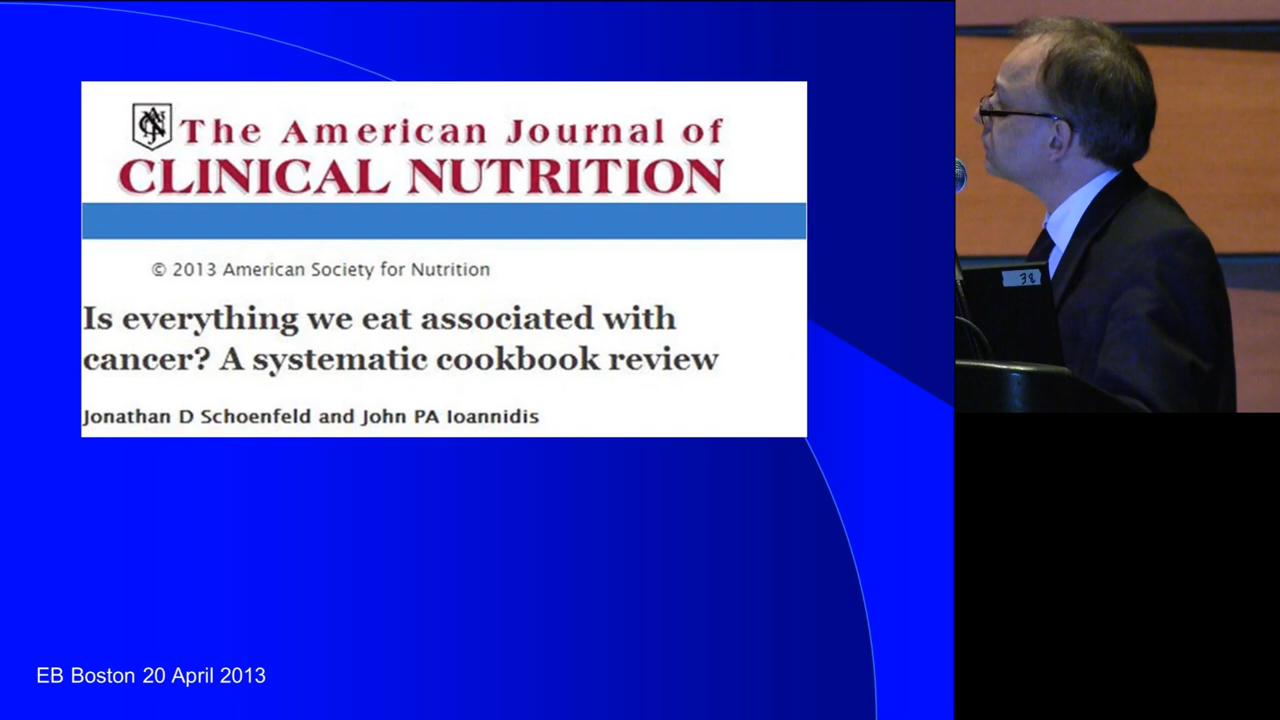 The American Journal of
CLINICAL NUTRITION
© 2013 American Society for Nutrition
Is everything we eat associated with
cancer? A systematic cookbook review
Jonathan D Schoenfeld and John PA Ioannidis
EB Boston 20 April 2013